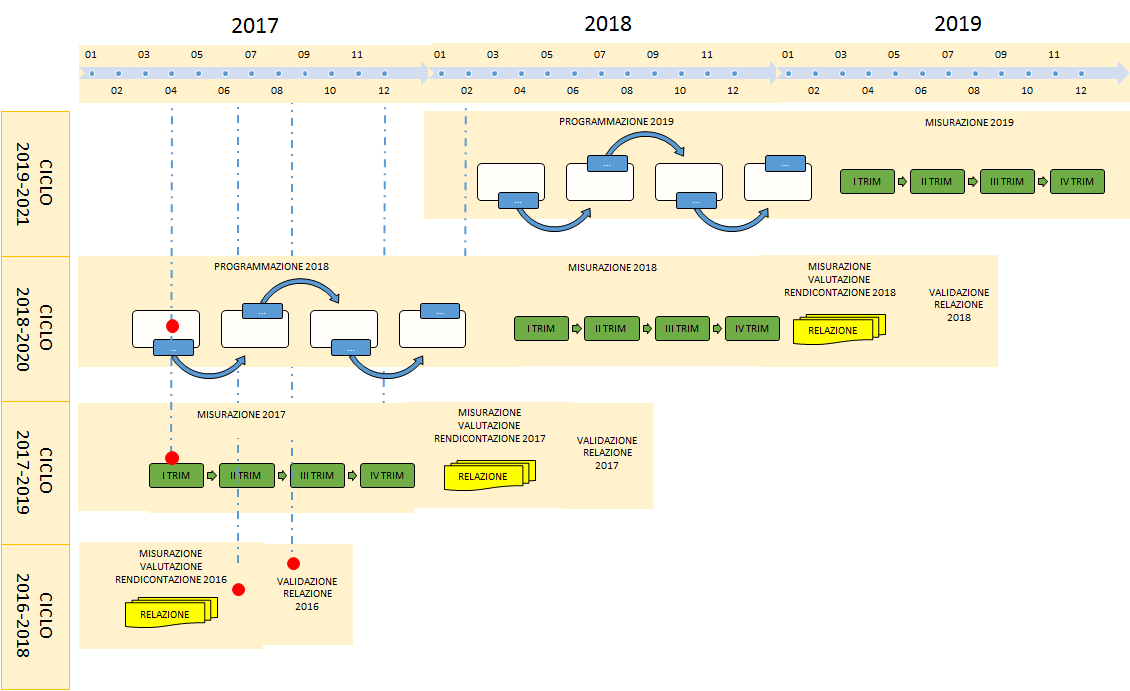 2017
2018
2019
01 03 05 07 09 11 01 03 05 07 09 11 01 03 05 07 09 11
02 04 06 08 10 12 02 04 06 08 10 12 02 04 06 08 10 12
CICLO
2019-2021
PROGRAMMAZIONE 2019
MISURAZIONE 2019
...
...
...
...
I TRIM
II TRIM
III TRIM
IV TRIM
CICLO
2018-2020
PROGRAMMAZIONE 2018
...
...
...
...
MISURAZIONE 2018
I TRIM
II TRIM
III TRIM
IV TRIM
MISURAZIONE
VALUTAZIONE
RENDICONTAZIONE 2018
RELAZIONE
VALIDAZIONE
RELAZIONE
2018
CICLO
2017-2019
MISURAZIONE 2017
I TRIM
II TRIM
III TRIM
IV TRIM
MISURAZIONE
VALUTAZIONE
RENDICONTAZIONE 2017
RELAZIONE
VALIDAZIONE
RELAZIONE
2017
CICLO
2016-2018
MISURAZIONE
VALUTAZIONE
RENDICONTAZIONE 2016
RELAZIONE
VALIDAZIONE
RELAZIONE
2016